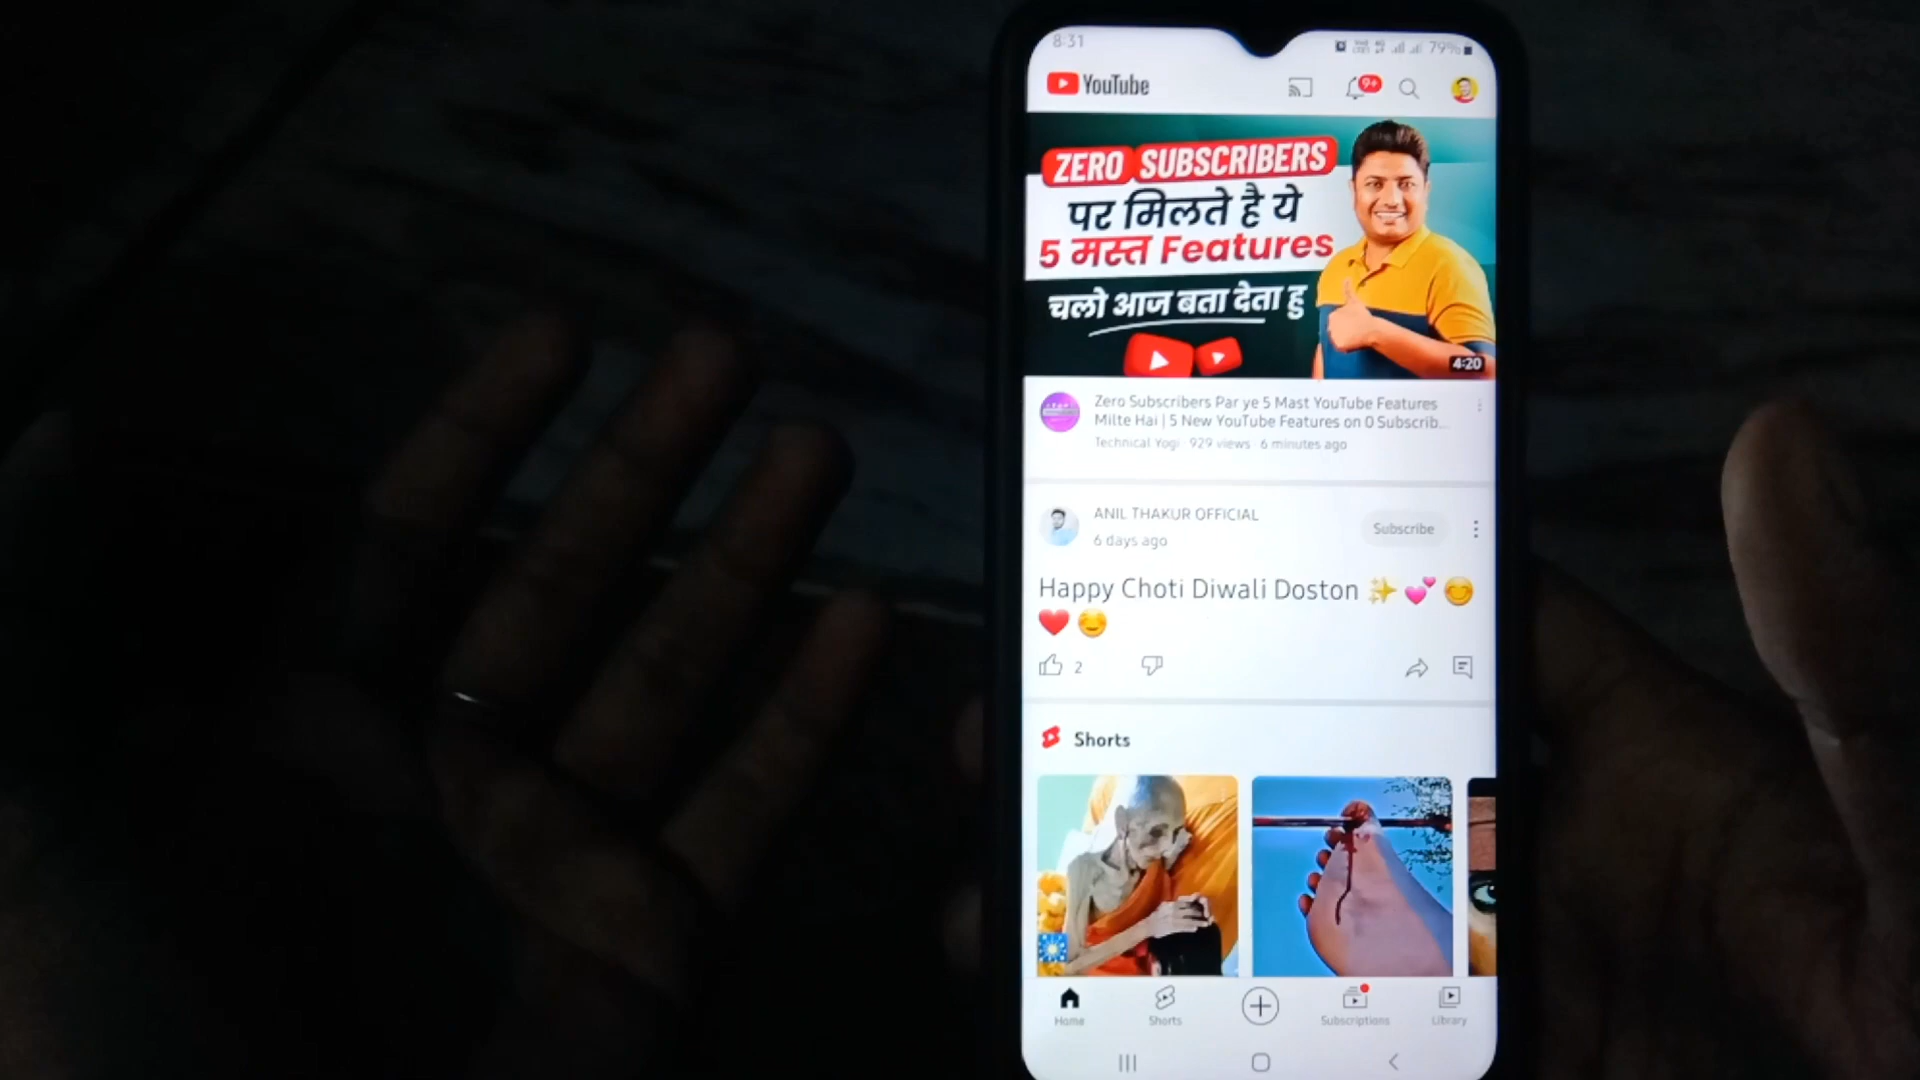 8:31
79%
YouTube
9+
ZERO SUBSCRIBERS
पर मिलते है ये
5 मस्त Features
चलो आज बता देता हु
4:20
Zero Subscribers Par ye 5 Mast YouTube Features
Milte Hai | 5 New YouTube Features on 0 Subscrib...
Technical Yogi · 929 views · 6 minutes ago
ANIL THAKUR OFFICIAL
Subscribe
6 days ago
Happy Choti Diwali Doston ✨ 💕 😊
❤️ ☺️
2
Shorts
Home
Shorts
Subscriptions
Library